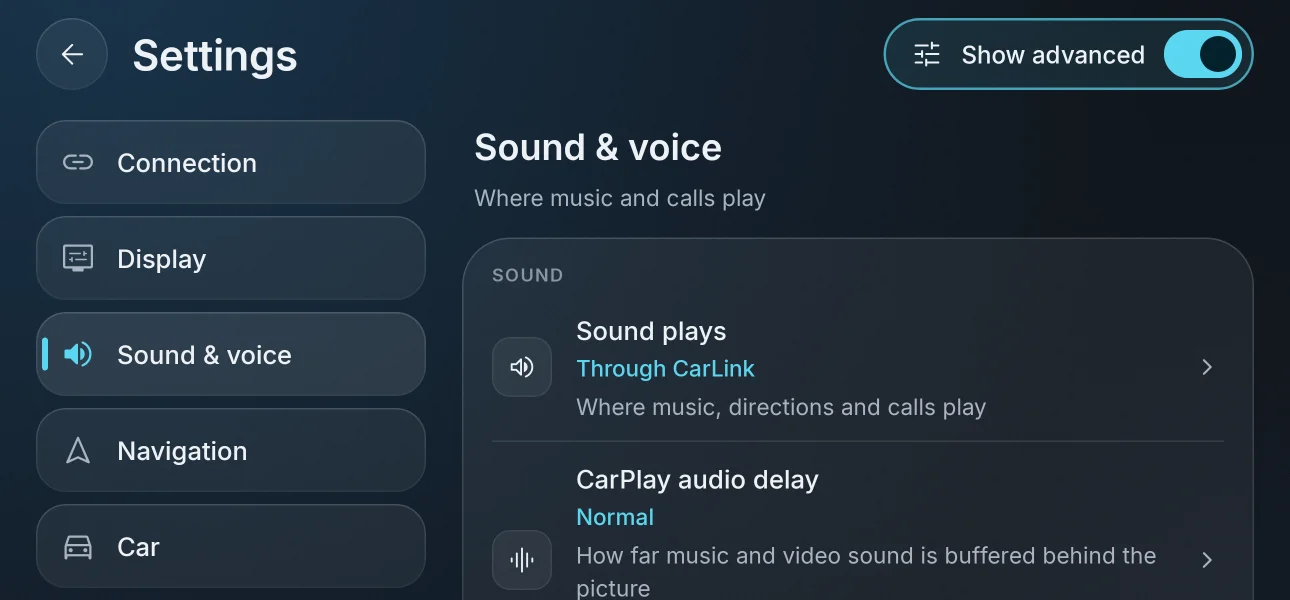 Settings
Show advanced
Connection
Display
Sound & voice
Navigation
Car
Sound & voice
Where music and calls play
SOUND
Sound plays
Through CarLink
Where music, directions and calls play
CarPlay audio delay
Normal
How far music and video sound is buffered behind the
picture